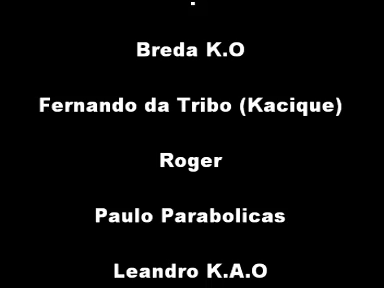 Breda K.O
Fernando da Tribo (Kacique)
Roger
Paulo Parabolicas
Leandro K.A.O